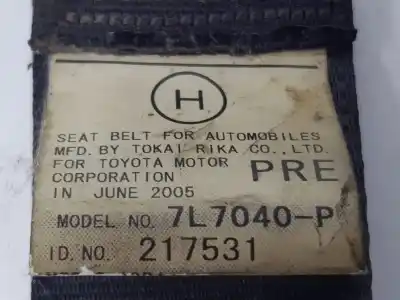 H
SEAT BELT FOR AUTOMOBILES
MFD. BY TOKAI RIKA CO., LTD.
FOR TOYOTA MOTOR
CORPORATION PRE
IN JUNE 2005
MODEL NO. 7L7040-P
I D. NO. 217531